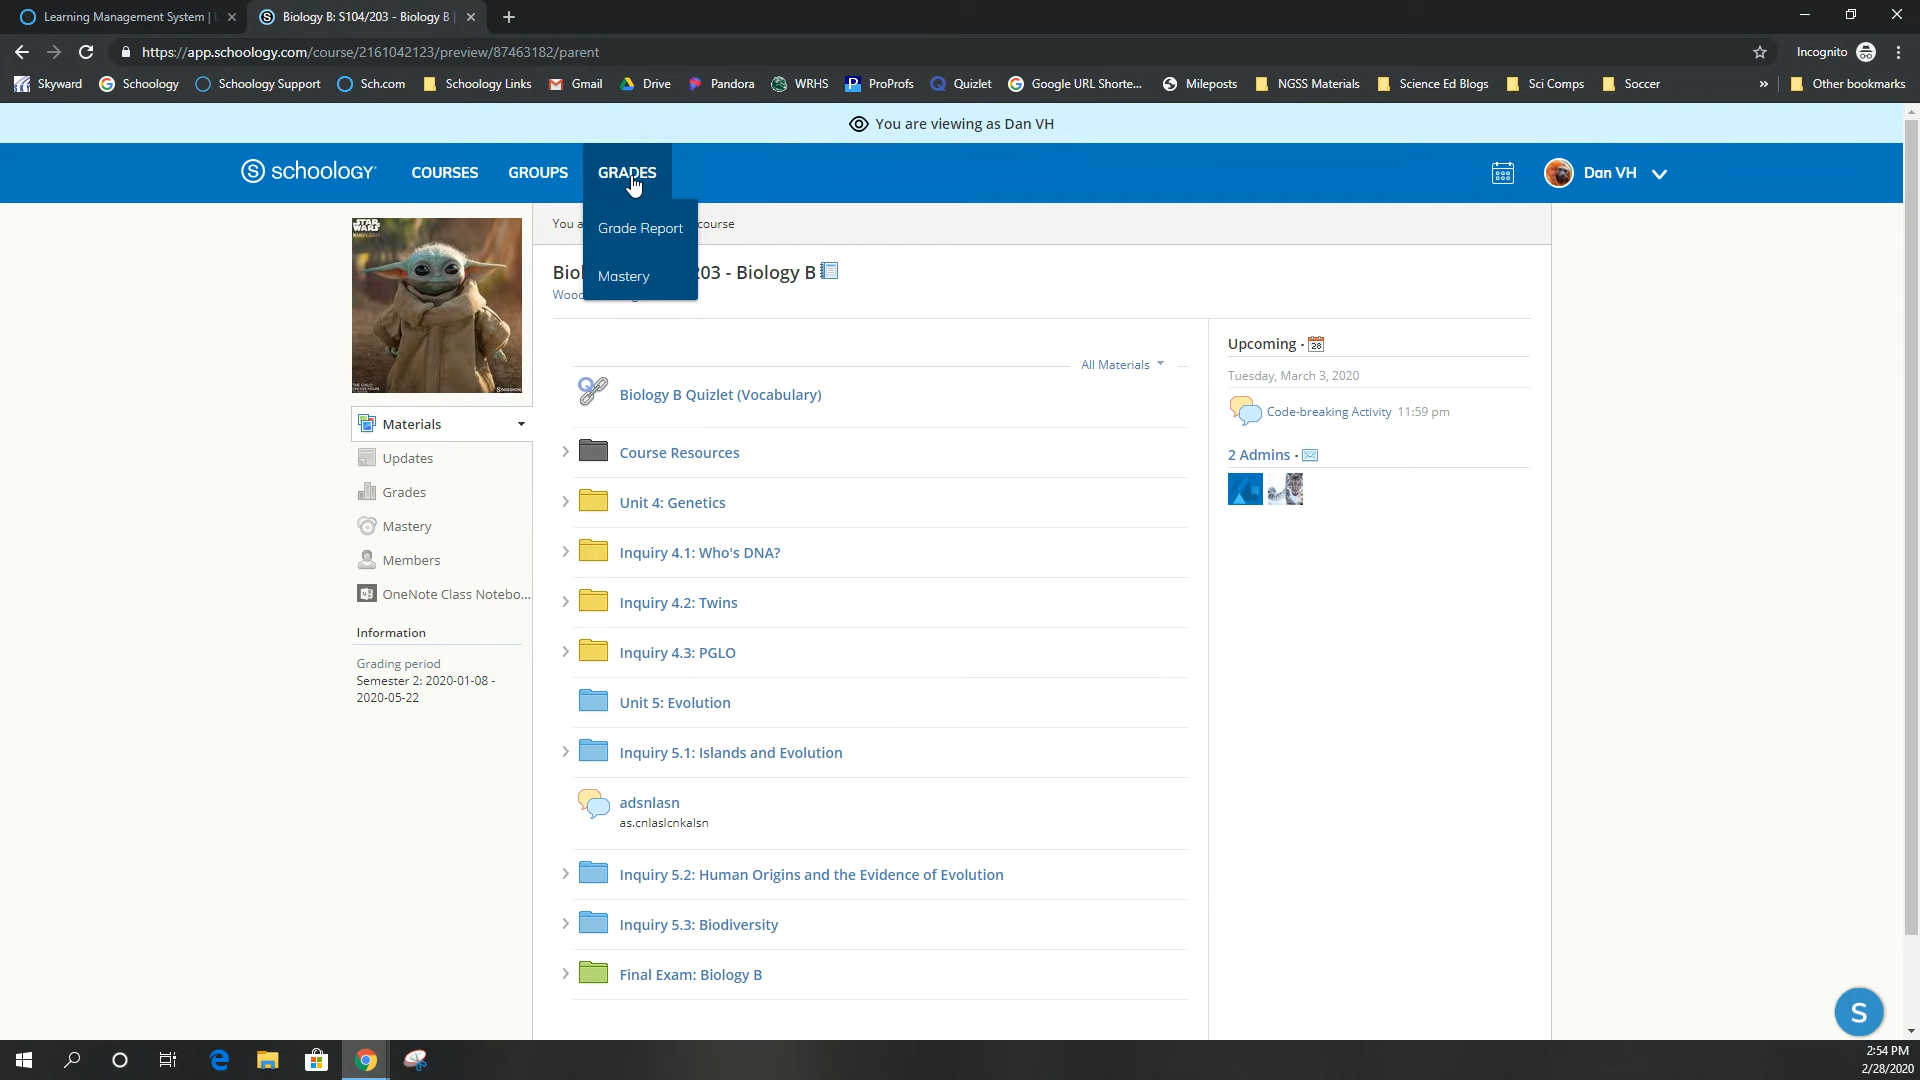 Learning Management System |
Biology B: S104/203 - Biology B |
https://app.schoology.com/course/2161042123/preview/87463182/parent
Incognito
Skyward
Schoology
Schoology Support
Sch.com
Schoology Links
Gmail
Drive
Pandora
WRHS
ProProfs
Quizlet
Google URL Shorte...
Mileposts
NGSS Materials
Science Ed Blogs
Sci Comps
Soccer
»
Other bookmarks
You are viewing as Dan VH
schoology
COURSES
GROUPS
GRADES
Dan VH
Grade Report
Mastery
You a
course
Biol
03 - Biology B
Wood
STAR WARS
Materials
Updates
Grades
Mastery
Members
OneNote Class Notebo...
Information
Grading period
Semester 2: 2020-01-08 -
2020-05-22
All Materials
Biology B Quizlet (Vocabulary)
Course Resources
Unit 4: Genetics
Inquiry 4.1: Who's DNA?
Inquiry 4.2: Twins
Inquiry 4.3: PGLO
Unit 5: Evolution
Inquiry 5.1: Islands and Evolution
adsnlasn
as.cnlaslcnkalsn
Inquiry 5.2: Human Origins and the Evidence of Evolution
Inquiry 5.3: Biodiversity
Final Exam: Biology B
Upcoming · 28
Tuesday, March 3, 2020
Code-breaking Activity 11:59 pm
2 Admins ·
S
2:54 PM
2/28/2020